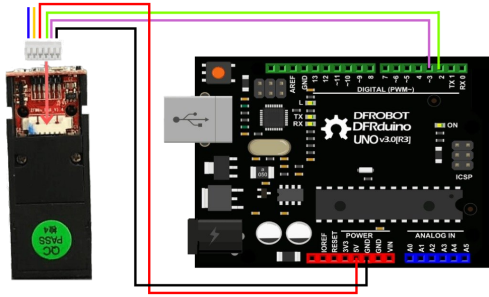 QC
PASS
AREF
GND
13
12
~11
~10
~9
8
7
~6
~5
4
~3
2
TX 1
RX 0
DIGITAL (PWM~)
L
TX
RX
DFROBOT
DFRduino
UNO v3.0[R3]
ON
ICSP
POWER
ANALOG IN
IOREF
RESET
3V3
5V
GND
GND
VIN
A0
A1
A2
A3
A4
A5